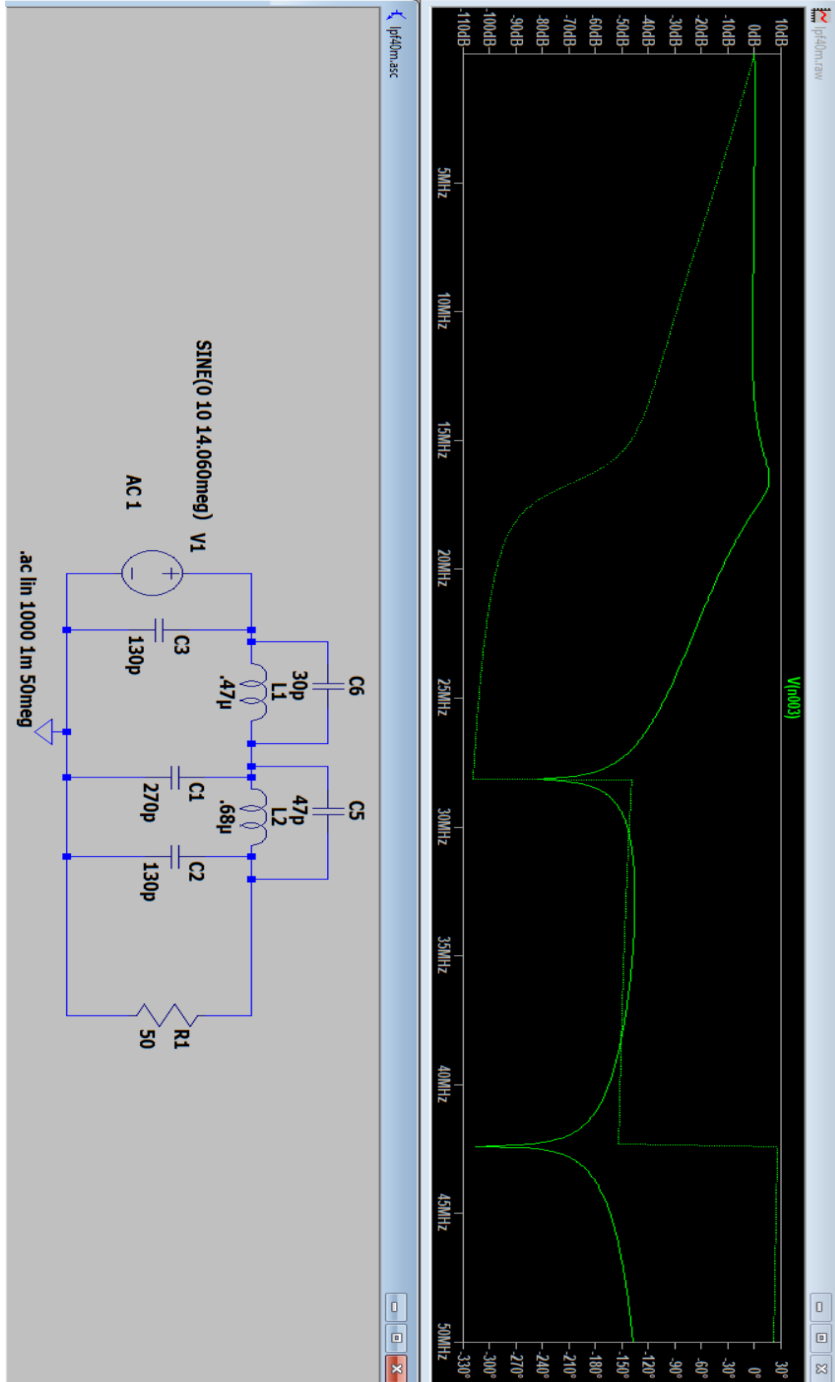 lpf40m.raw
V(n003)
10dB
0dB
-10dB
-20dB
-30dB
-40dB
-50dB
-60dB
-70dB
-80dB
-90dB
-100dB
-110dB
30°
0°
-30°
-60°
-90°
-120°
-150°
-180°
-210°
-240°
-270°
-300°
-330°
5MHz
10MHz
15MHz
20MHz
25MHz
30MHz
35MHz
40MHz
45MHz
50MHz
lpf40m.asc
C6
30p
L1
.47µ
C5
47p
L2
.68µ
SINE(0 10 14.060meg)
V1
AC 1
C3
130p
C1
270p
C2
130p
R1
50
.ac lin 1000 1m 50meg